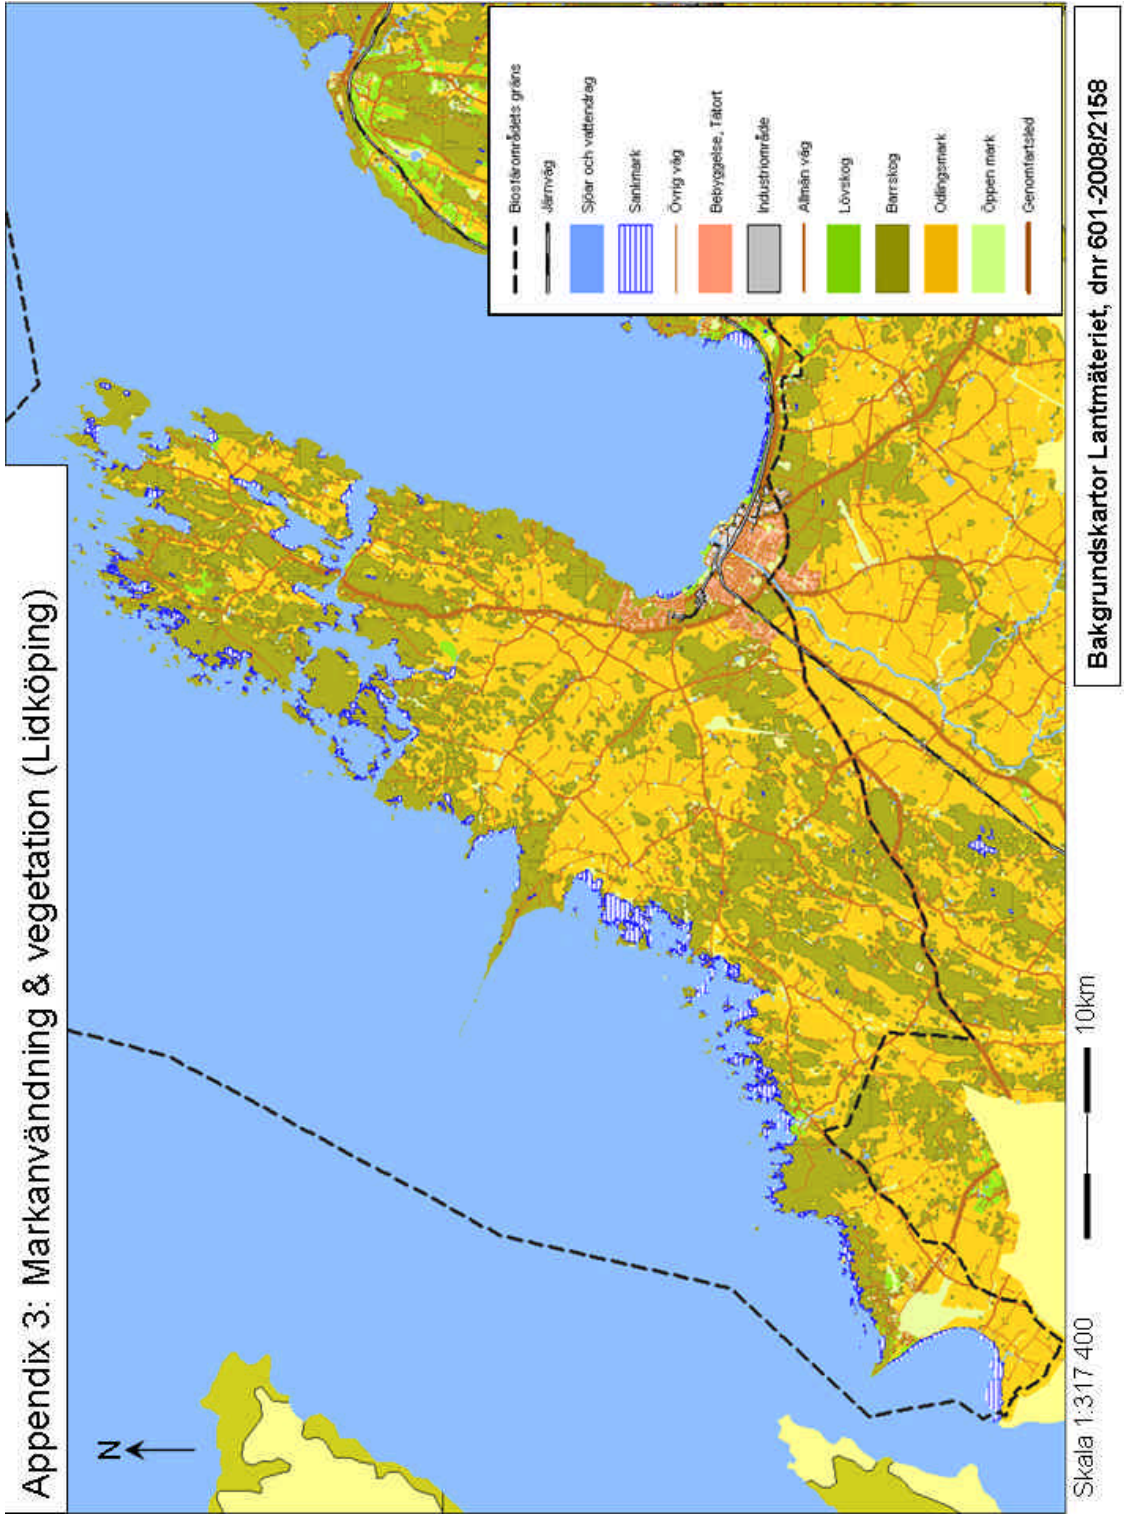 Appendix 3: Markanvändning & vegetation (Lidköping)
N
Biosfärområdets gräns
Järnväg
Sjöar och vattendrag
Sankmark
Övrig väg
Bebyggelse, Tätort
Industriområde
Allmän väg
Lövskog
Barrskog
Odlingsmark
Öppen mark
Genomfartsled
Skala 1:317 400
10km
Bakgrundskartor Lantmäteriet, dnr 601-2008/2158